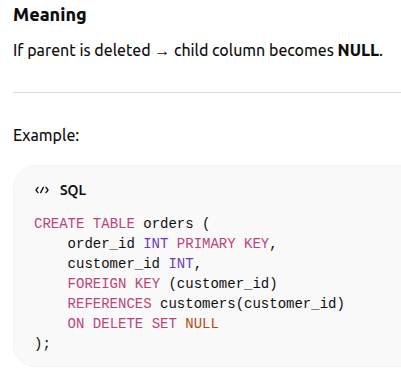 Meaning
If parent is deleted → child column becomes NULL.
Example:
</> SQL
CREATE TABLE orders (
    order_id INT PRIMARY KEY,
    customer_id INT,
    FOREIGN KEY (customer_id)
    REFERENCES customers(customer_id)
    ON DELETE SET NULL
);